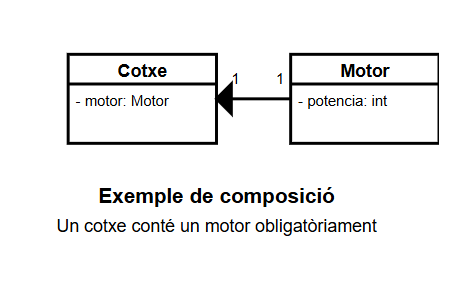 Cotxe
- motor: Motor
1
1
Motor
- potencia: int
Exemple de composició
Un cotxe conté un motor obligatòriament